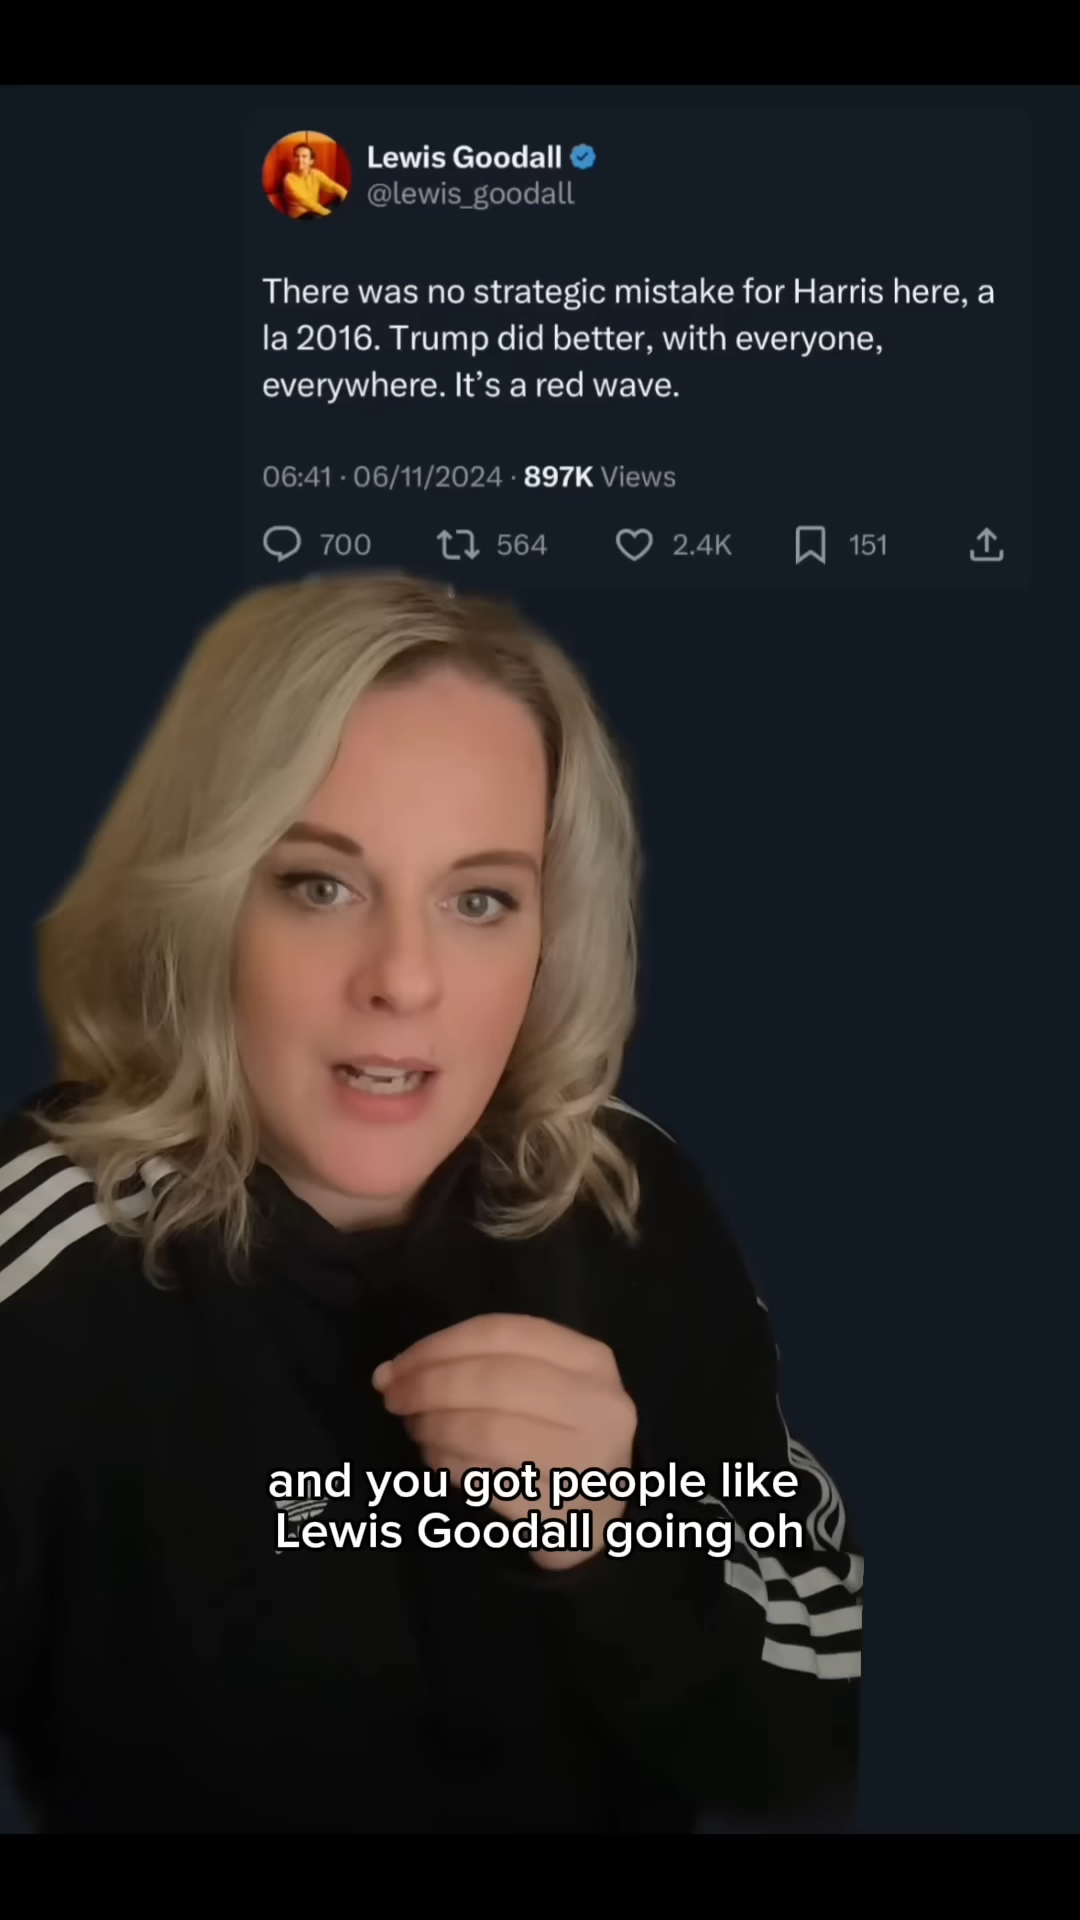 Lewis Goodall
@lewis_goodall
There was no strategic mistake for Harris here, a
la 2016. Trump did better, with everyone,
everywhere. It’s a red wave.
06:41 · 06/11/2024 · 897K Views
700 564 2.4K 151
and you got people like
Lewis Goodall going oh